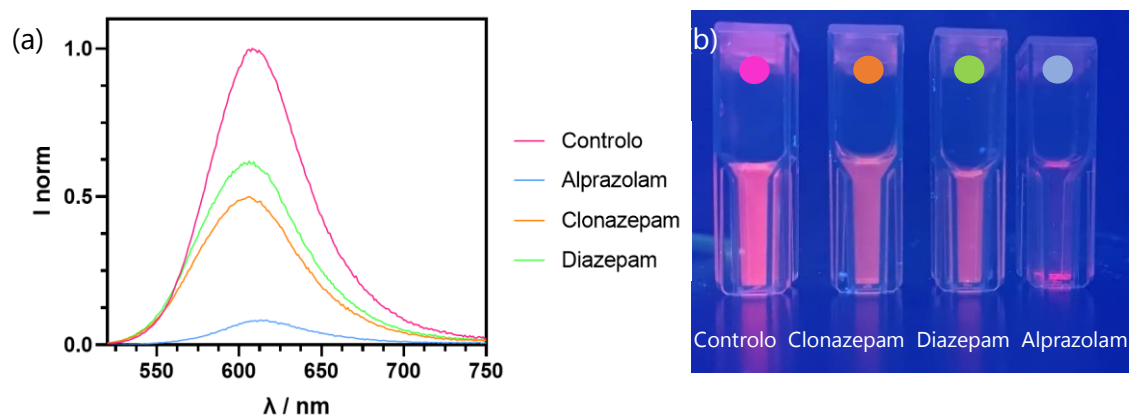 (a)
1.0
0.5
0.0
I norm
550 600 650 700 750
λ / nm
Controlo
Alprazolam
Clonazepam
Diazepam
(b)
Controlo Clonazepam Diazepam Alprazolam